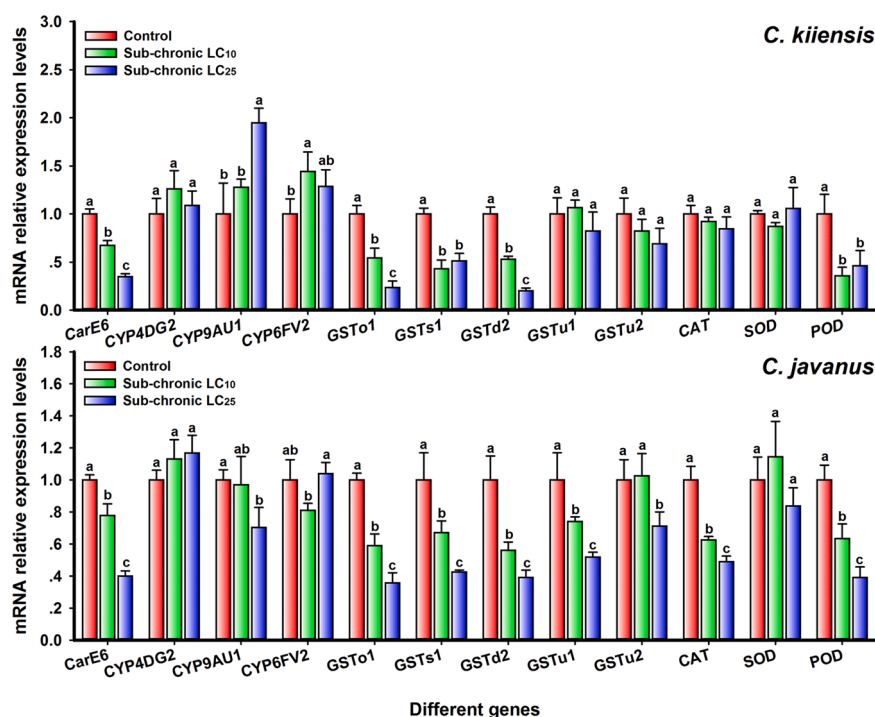 C. kiiensis
Control
Sub-chronic LC10
Sub-chronic LC25
mRNA relative expression levels
3.0
2.5
2.0
1.5
1.0
.5
0.0
a b c a a a b b a b a ab a b c a b b a b c a a a a a a a a a a a a a b b
CarE6 CYP4DG2 CYP9AU1 CYP6FV2 GSTo1 GSTs1 GSTd2 GSTu1 GSTu2 CAT SOD POD
C. javanus
Control
Sub-chronic LC10
Sub-chronic LC25
mRNA relative expression levels
2.0
1.8
1.6
1.4
1.2
1.0
.8
.6
.4
.2
0.0
a b c a a a a ab b ab b a a b c a b c a b c a b c a a b a b c a a a a b c
CarE6 CYP4DG2 CYP9AU1 CYP6FV2 GSTo1 GSTs1 GSTd2 GSTu1 GSTu2 CAT SOD POD
Different genes